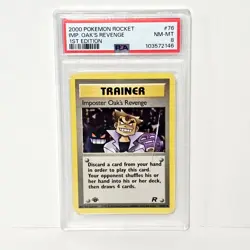 2000 POKEMON ROCKET #76
IMP. OAK'S REVENGE NM-MT
1ST EDITION 8
PSA 103572146
TRAINER
Imposter Oak's Revenge
Discard a card from your hand
in order to play this card.
Your opponent shuffles his or
her hand into his or her deck,
then draws 4 cards.